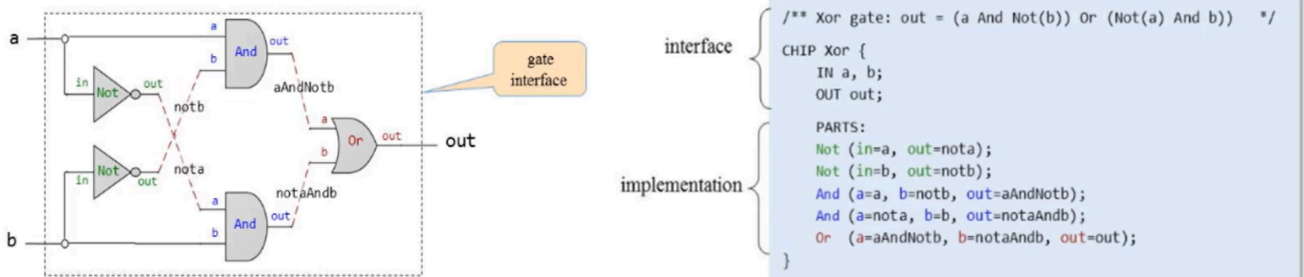 a
in
Not
out
notb
a
b
And
out
aAndNotb
a
b
Or
out
out
gate
interface
Not
in
out
nota
a
b
And
out
notaAndb
b
interface
implementation
/** Xor gate: out = (a And Not(b)) Or (Not(a) And b)) */
CHIP Xor {
IN a, b;
OUT out;
PARTS:
Not (in=a, out=nota);
Not (in=b, out=notb);
And (a=a, b=notb, out=aAndNotb);
And (a=nota, b=b, out=notaAndb);
Or (a=aAndNotb, b=notaAndb, out=out);
}